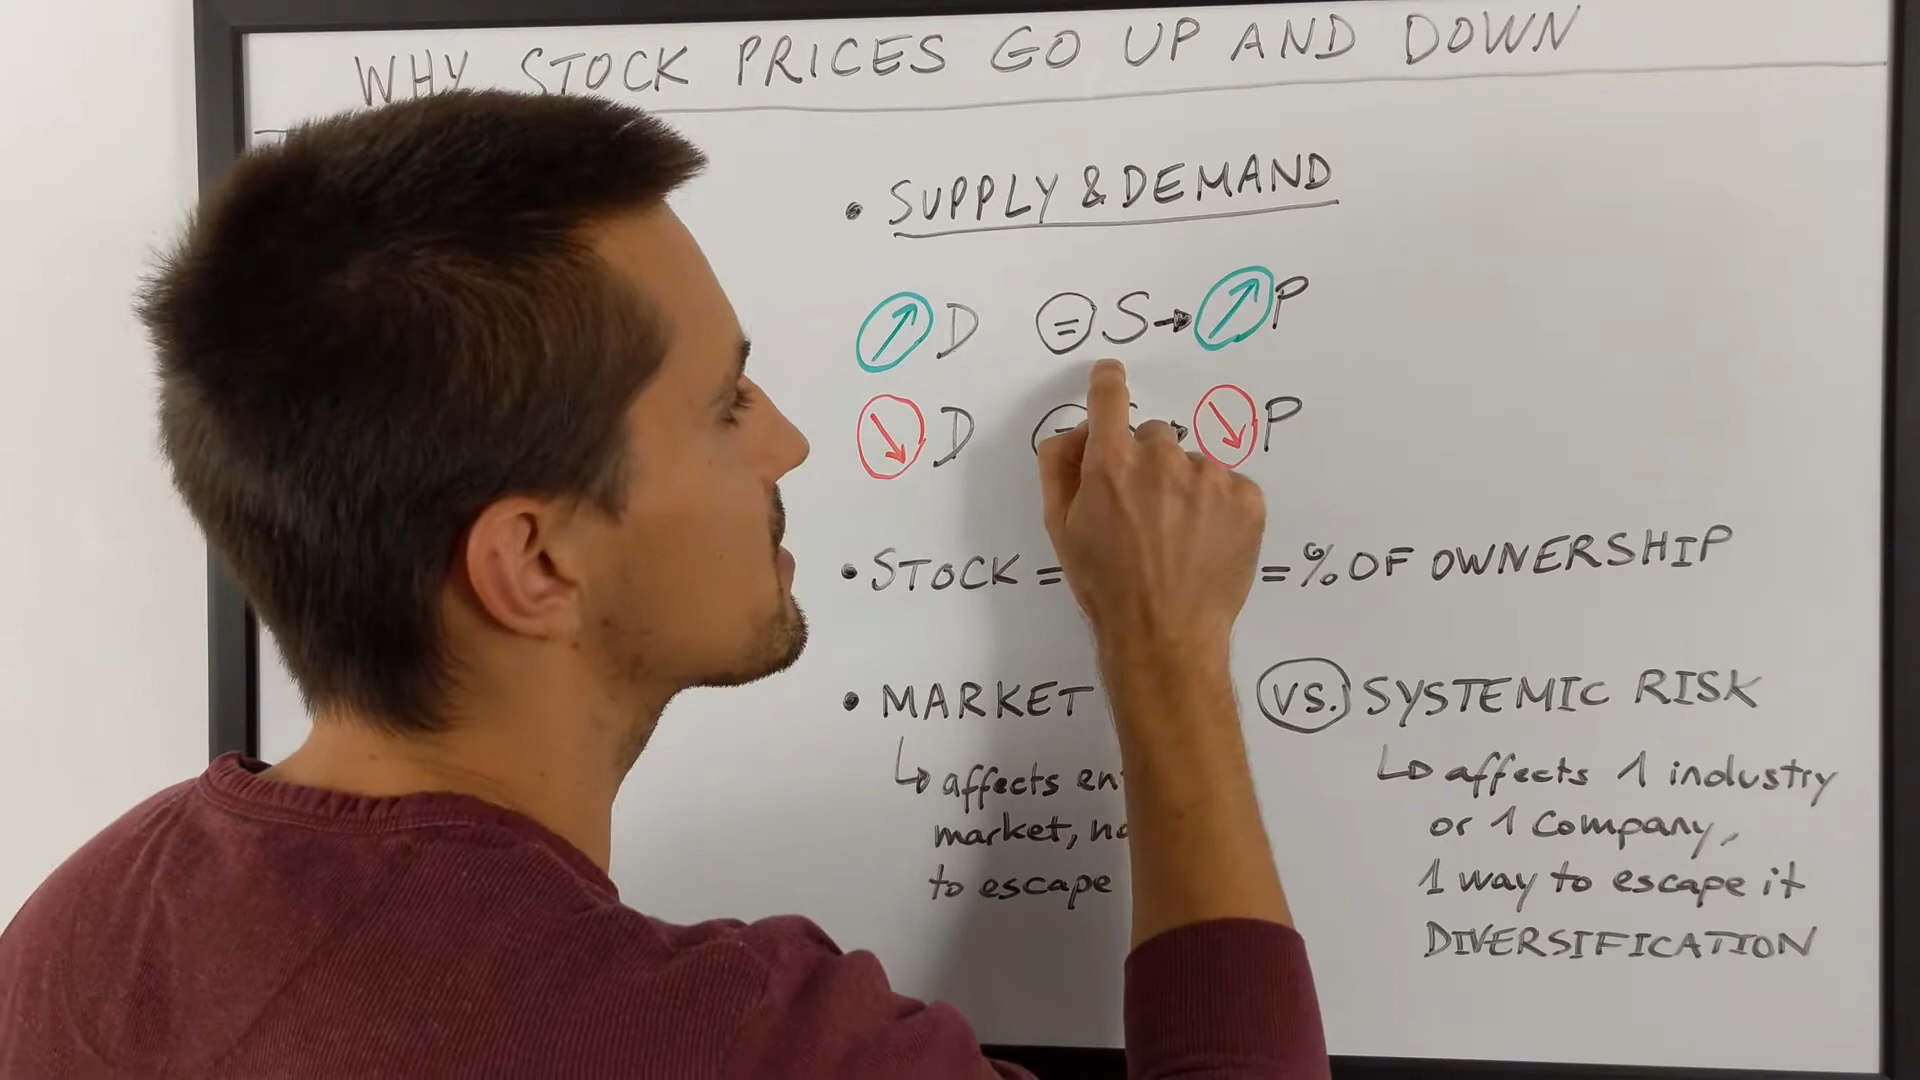 WHY STOCK PRICES GO UP AND DOWN
• SUPPLY & DEMAND
↗ D = S → ↗ P
↘ D → ↘ P
• STOCK = = % OF OWNERSHIP
• MARKET VS. SYSTEMIC RISK
↳ affects
market,
to escape
↳ affects 1 industry
or 1 company,
1 way to escape it
DIVERSIFICATION